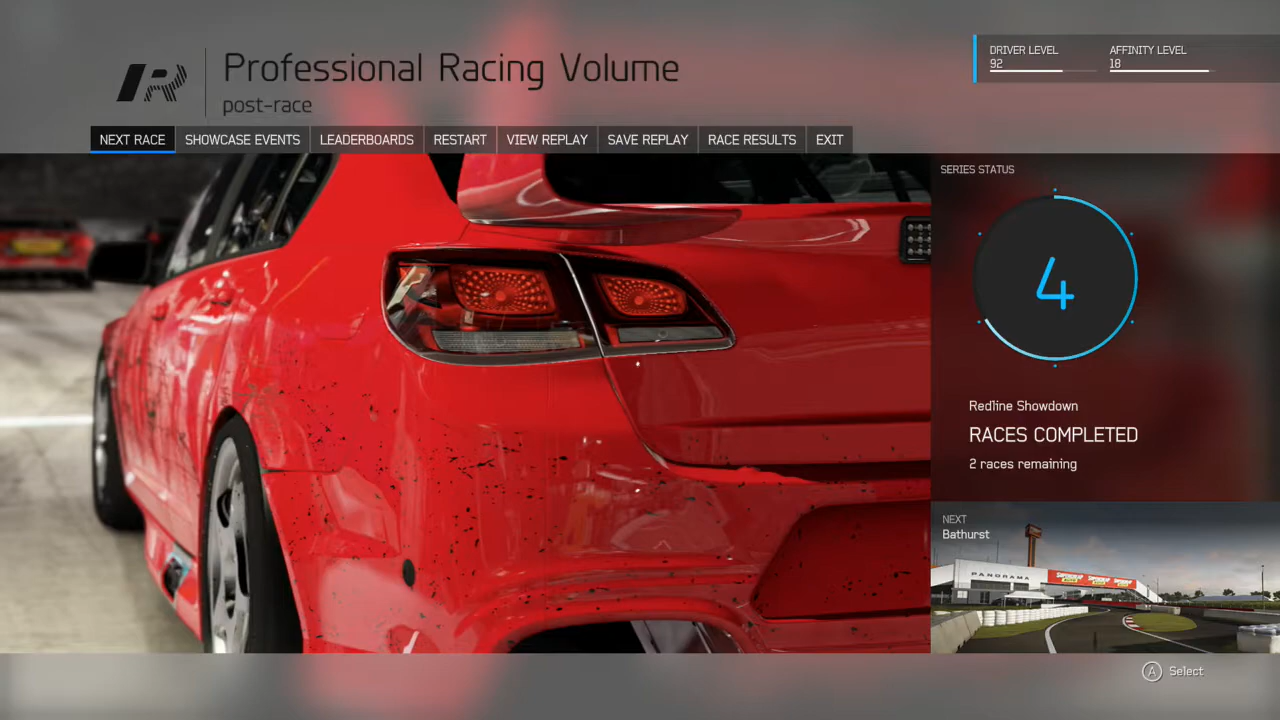 Professional Racing Volume
post-race
DRIVER LEVEL
92
AFFINITY LEVEL
18
NEXT RACE
SHOWCASE EVENTS
LEADERBOARDS
RESTART
VIEW REPLAY
SAVE REPLAY
RACE RESULTS
EXIT
SERIES STATUS
4
Redline Showdown
RACES COMPLETED
2 races remaining
NEXT
Bathurst
PANORAMA
A Select